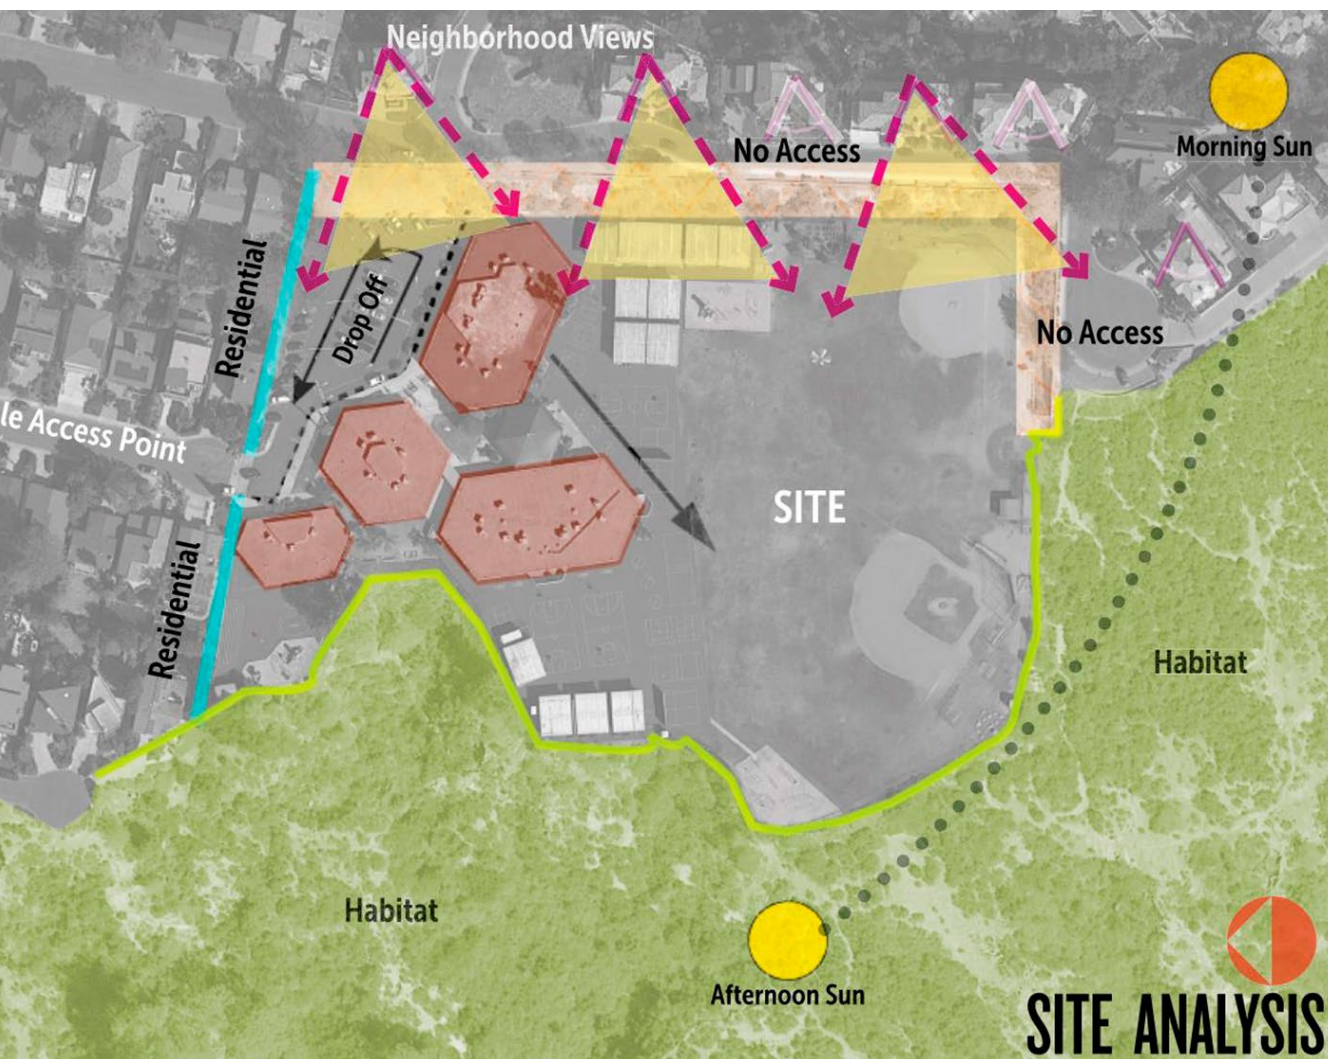 Neighborhood Views
Morning Sun
No Access
Residential
Drop Off
No Access
le Access Point
SITE
Residential
Habitat
Habitat
Afternoon Sun
SITE ANALYSIS